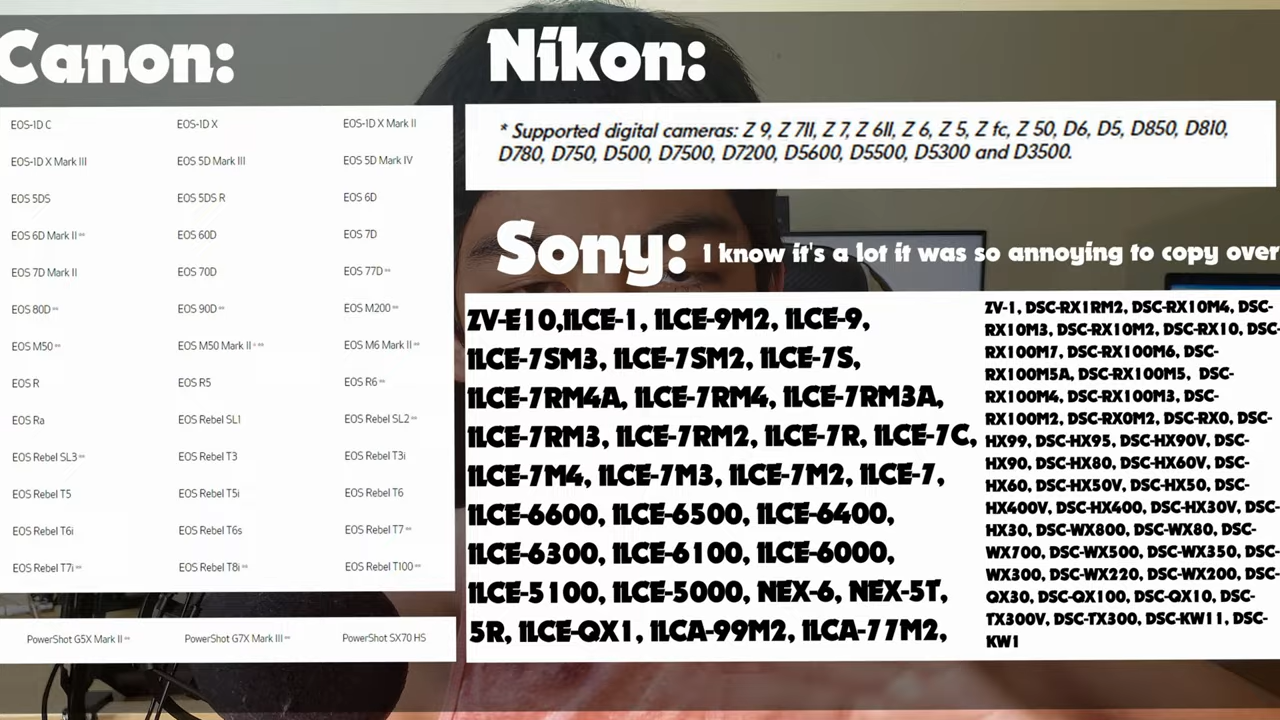 Canon:
EOS-1D C EOS-1D X EOS-1D X Mark II
EOS-1D X Mark III EOS 5D Mark III EOS 5D Mark IV
EOS 5DS EOS 5DS R EOS 6D
EOS 6D Mark II EOS 60D EOS 7D
EOS 7D Mark II EOS 70D EOS 77D
EOS 80D EOS 90D EOS M200
EOS M50 EOS M50 Mark II EOS M6 Mark II
EOS R EOS R5 EOS R6
EOS Ra EOS Rebel SL1 EOS Rebel SL2
EOS Rebel SL3 EOS Rebel T3 EOS Rebel T3i
EOS Rebel T5 EOS Rebel T5i EOS Rebel T6
EOS Rebel T6i EOS Rebel T6s EOS Rebel T7
EOS Rebel T7i EOS Rebel T8i EOS Rebel T100
PowerShot G5X Mark II PowerShot G7X Mark III PowerShot SX70 HS
Nikon:
* Supported digital cameras: Z 9, Z 7II, Z 7, Z 6II, Z 6, Z 5, Z fc, Z 50, D6, D5, D850, D810,
D780, D750, D500, D7500, D7200, D5600, D5500, D5300 and D3500.
Sony: I know it's a lot it was so annoying to copy over
ZV-E10,ILCE-1, ILCE-9M2, ILCE-9,
ILCE-7SM3, ILCE-7SM2, ILCE-7S,
ILCE-7RM4A, ILCE-7RM4, ILCE-7RM3A,
ILCE-7RM3, ILCE-7RM2, ILCE-7R, ILCE-7C,
ILCE-7M4, ILCE-7M3, ILCE-7M2, ILCE-7,
ILCE-6600, ILCE-6500, ILCE-6400,
ILCE-6300, ILCE-6100, ILCE-6000,
ILCE-5100, ILCE-5000, NEX-6, NEX-5T,
5R, ILCE-QX1, ILCA-99M2, ILCA-77M2,
ZV-1, DSC-RX1RM2, DSC-RX10M4, DSC-
RX10M3, DSC-RX10M2, DSC-RX10, DSC-
RX100M7, DSC-RX100M6, DSC-
RX100M5A, DSC-RX100M5, DSC-
RX100M4, DSC-RX100M3, DSC-
RX100M2, DSC-RX0M2, DSC-RX0, DSC-
HX99, DSC-HX95, DSC-HX90V, DSC-
HX90, DSC-HX80, DSC-HX60V, DSC-
HX60, DSC-HX50V, DSC-HX50, DSC-
HX400V, DSC-HX400, DSC-HX30V, DSC-
HX30, DSC-WX800, DSC-WX80, DSC-
WX700, DSC-WX500, DSC-WX350, DSC-
WX300, DSC-WX220, DSC-WX200, DSC-
QX30, DSC-QX100, DSC-QX10, DSC-
TX300V, DSC-TX300, DSC-KW11, DSC-
KW1